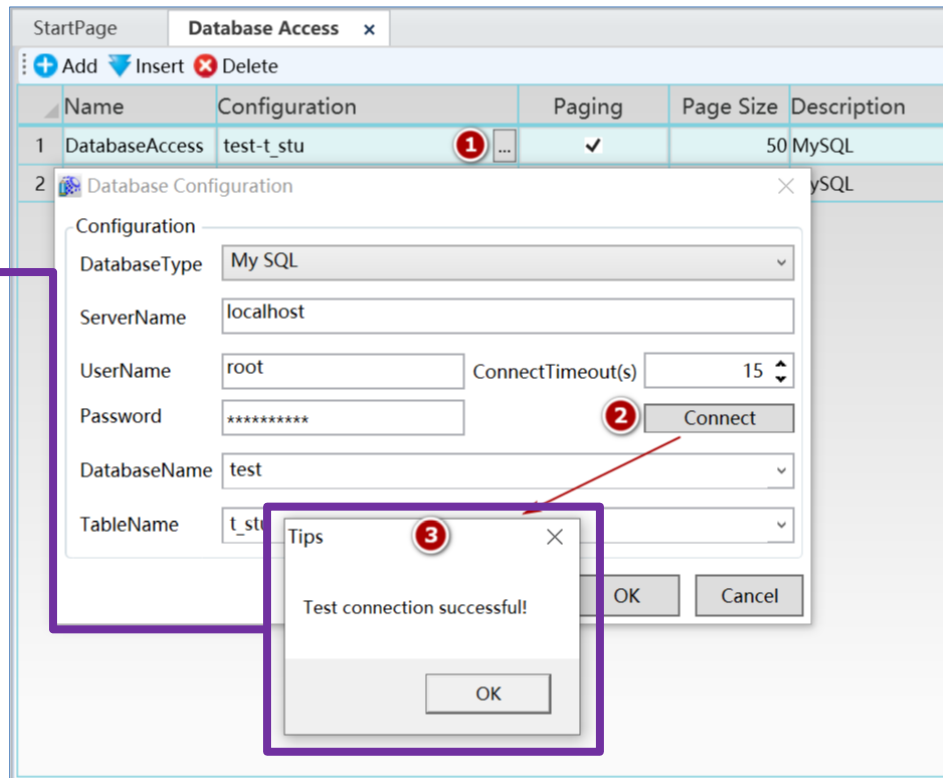 StartPage Database Access x
Add Insert Delete
Name Configuration Paging Page Size Description
1 DatabaseAccess test-t_stu 1 ... ✔ 50 MySQL
2 Database Configuration ySQL
Configuration
DatabaseType My SQL
ServerName localhost
UserName root ConnectTimeout(s) 15
Password ********** 2 Connect
DatabaseName test
TableName t_stu
Tips 3
OK Cancel
Test connection successful!
OK